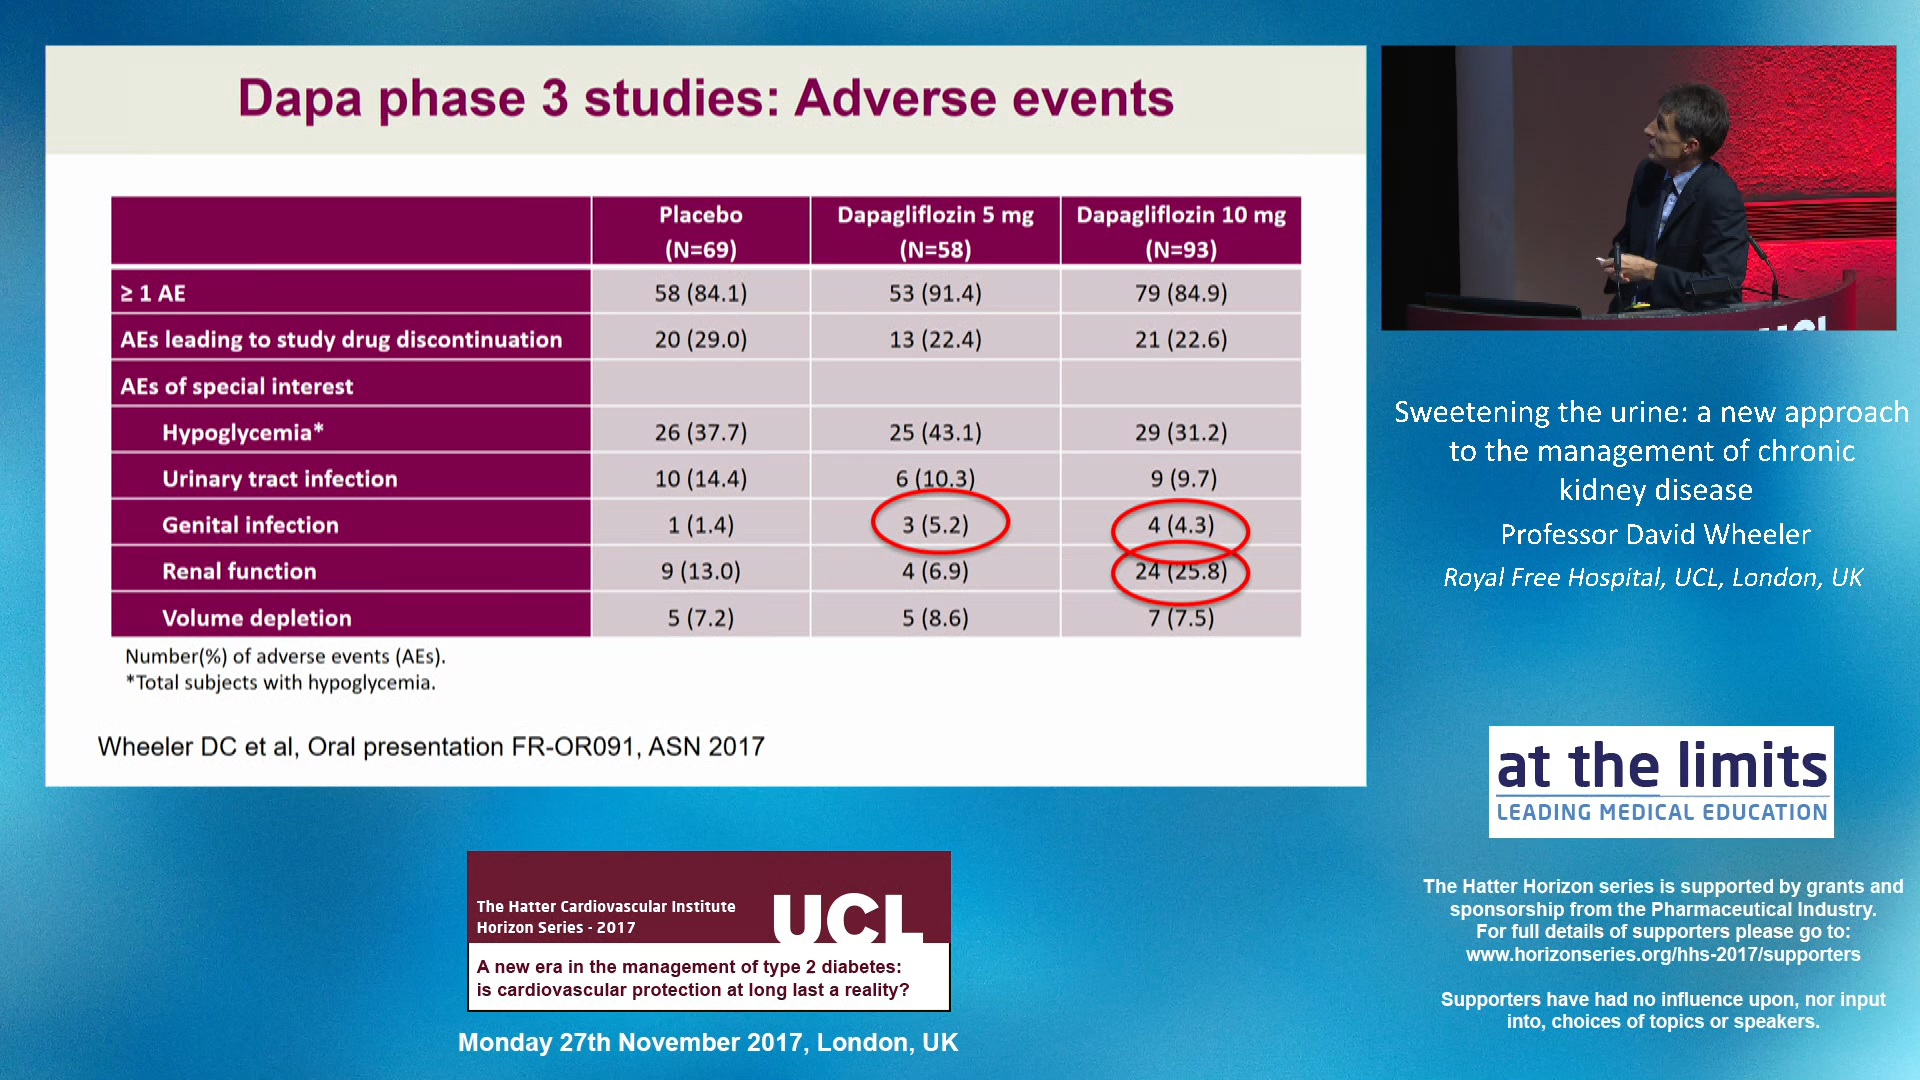 Dapa phase 3 studies: Adverse events
Placebo (N=69) Dapagliflozin 5 mg (N=58) Dapagliflozin 10 mg (N=93)
≥ 1 AE 58 (84.1) 53 (91.4) 79 (84.9)
AEs leading to study drug discontinuation 20 (29.0) 13 (22.4) 21 (22.6)
AEs of special interest
Hypoglycemia* 26 (37.7) 25 (43.1) 29 (31.2)
Urinary tract infection 10 (14.4) 6 (10.3) 9 (9.7)
Genital infection 1 (1.4) 3 (5.2) 4 (4.3)
Renal function 9 (13.0) 4 (6.9) 24 (25.8)
Volume depletion 5 (7.2) 5 (8.6) 7 (7.5)
Number(%) of adverse events (AEs).
*Total subjects with hypoglycemia.
Wheeler DC et al, Oral presentation FR-OR091, ASN 2017
UCL
Sweetening the urine: a new approach
to the management of chronic
kidney disease
Professor David Wheeler
Royal Free Hospital, UCL, London, UK
at the limits
LEADING MEDICAL EDUCATION
The Hatter Horizon series is supported by grants and
sponsorship from the Pharmaceutical Industry.
For full details of supporters please go to:
www.horizonseries.org/hhs-2017/supporters
Supporters have had no influence upon, nor input
into, choices of topics or speakers.
The Hatter Cardiovascular Institute
Horizon Series - 2017
UCL
A new era in the management of type 2 diabetes:
is cardiovascular protection at long last a reality?
Monday 27th November 2017, London, UK